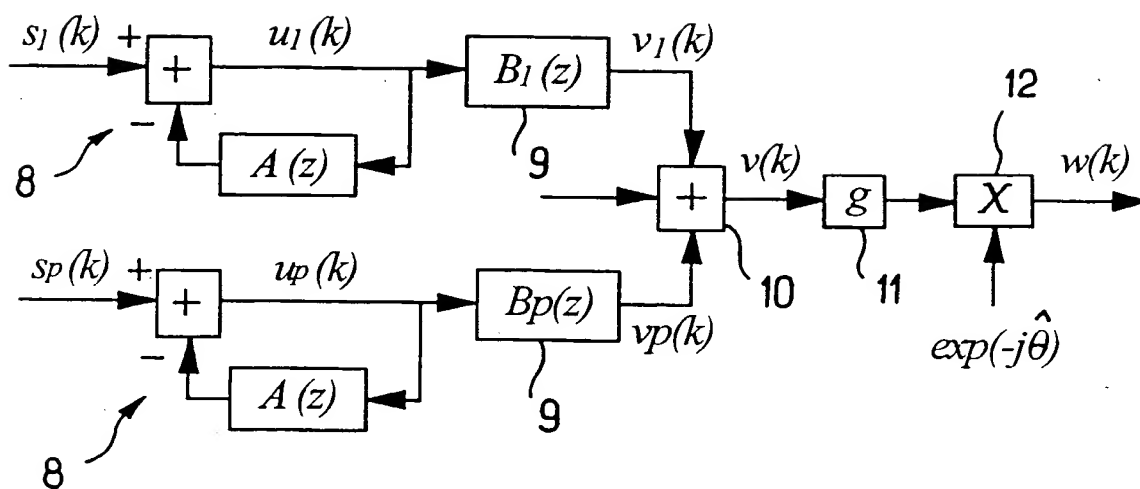 s1(k) + u1(k) v1(k)
+ B1(z) 12
− 9 v(k) w(k)
8 A(z) + g X
sp(k) + up(k) 10 11
+ Bp(z) vp(k) exp(-jθ̂)
− 9
A(z)
8